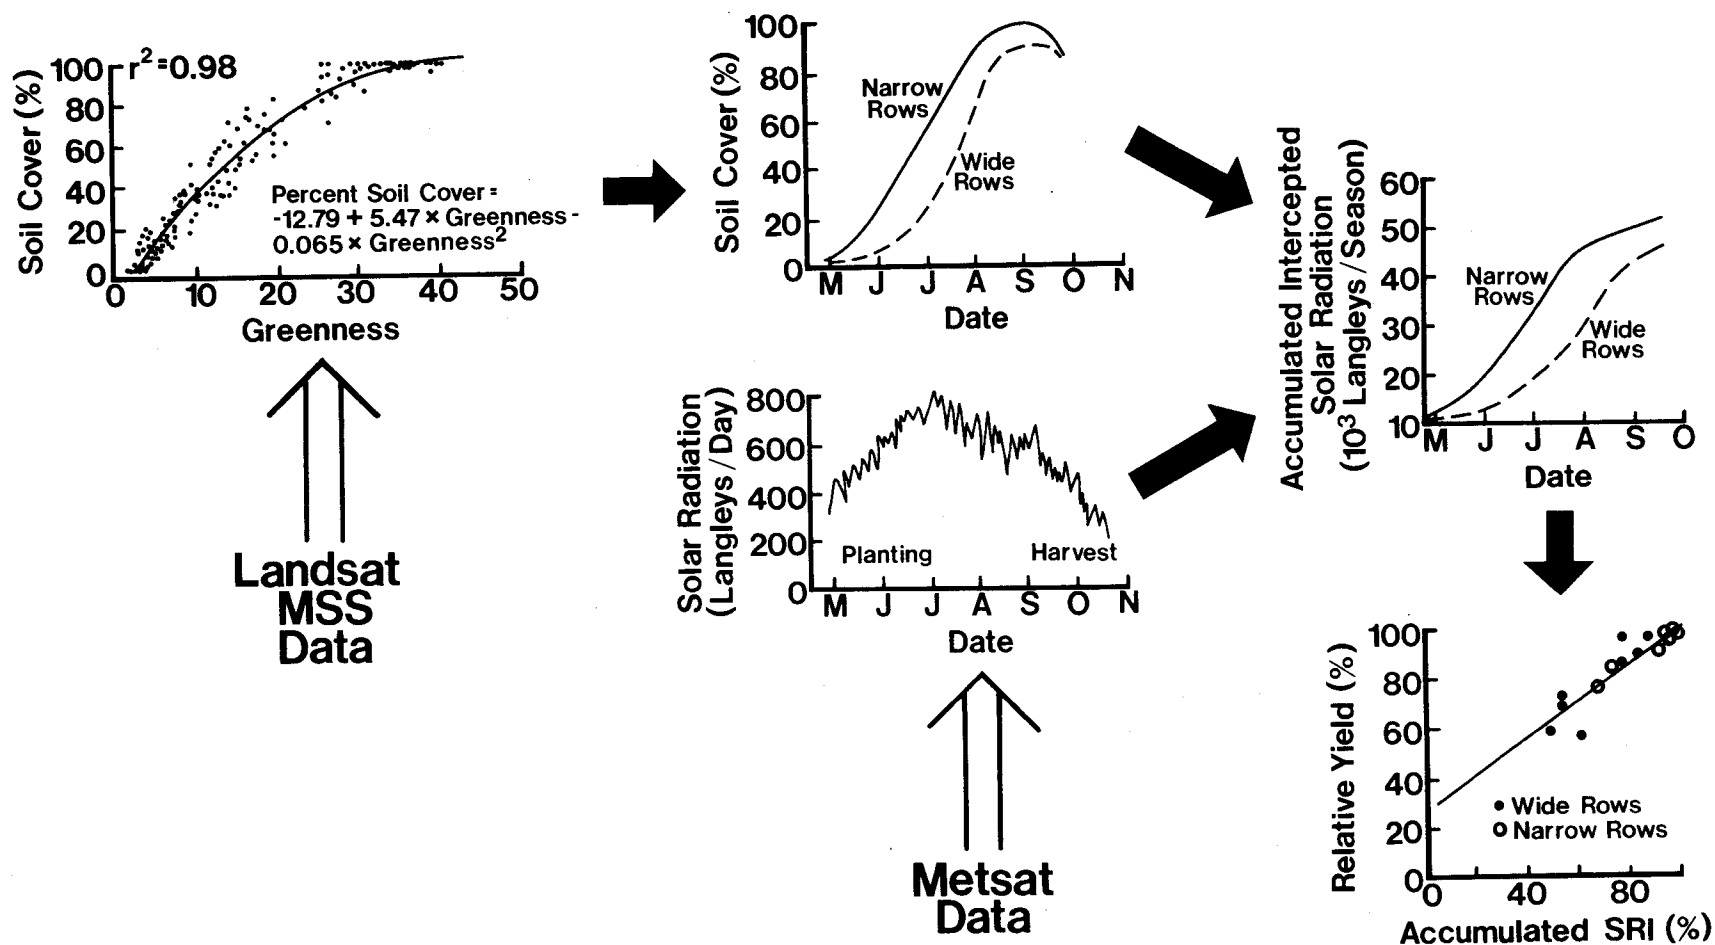 Soil Cover (%)
100
80
60
40
20
0
r²=0.98
Percent Soil Cover =
-12.79 + 5.47 × Greenness -
0.065 × Greenness²
0 10 20 30 40 50
Greenness
Landsat
MSS
Data
Soil Cover (%)
100
80
60
40
20
0
Narrow
Rows
Wide
Rows
M J J A S O N
Date
Solar Radiation
(Langleys / Day)
800
600
400
200
0
Planting Harvest
M J J A S O N
Date
Metsat
Data
Accumulated Intercepted
Solar Radiation
(10³ Langleys / Season)
60
50
40
30
20
10
Narrow
Rows
Wide
Rows
M J J A S O
Date
Relative Yield (%)
100
80
60
40
20
0
● Wide Rows
O Narrow Rows
0 40 80
Accumulated SRI (%)